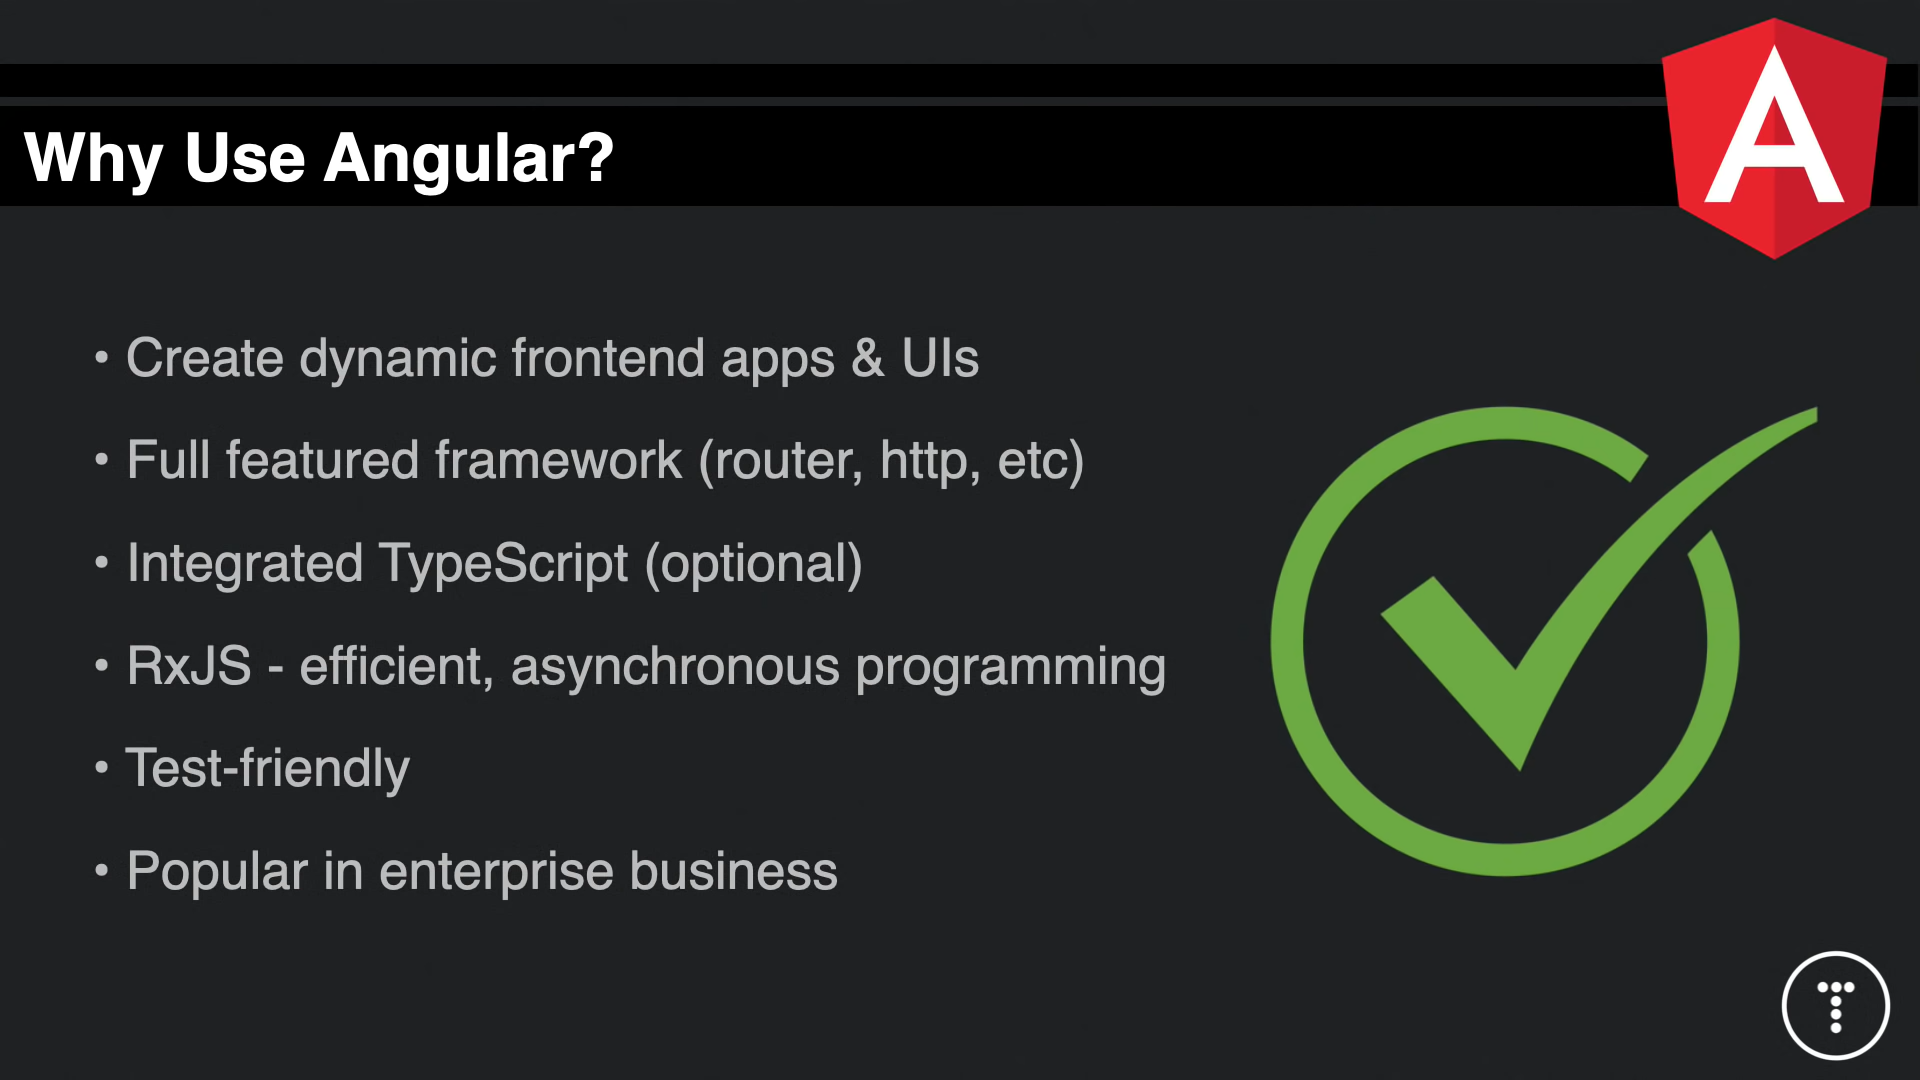 Why Use Angular?
• Create dynamic frontend apps & UIs
• Full featured framework (router, http, etc)
• Integrated TypeScript (optional)
• RxJS - efficient, asynchronous programming
• Test-friendly
• Popular in enterprise business
A
T